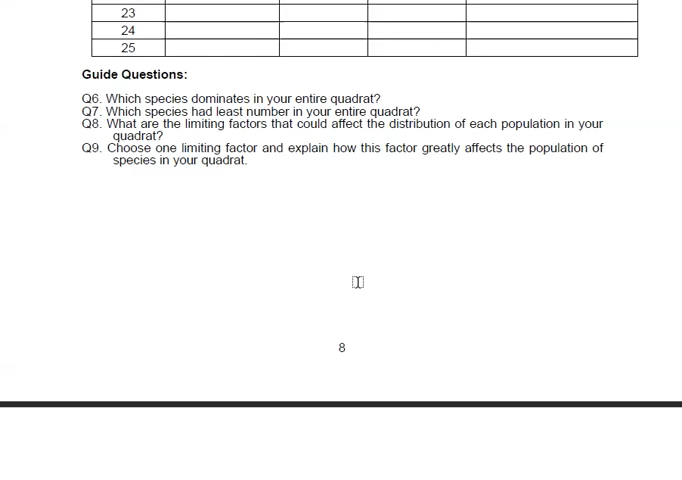 23
24
25
Guide Questions:
Q6. Which species dominates in your entire quadrat?
Q7. Which species had least number in your entire quadrat?
Q8. What are the limiting factors that could affect the distribution of each population in your
quadrat?
Q9. Choose one limiting factor and explain how this factor greatly affects the population of
species in your quadrat.
8